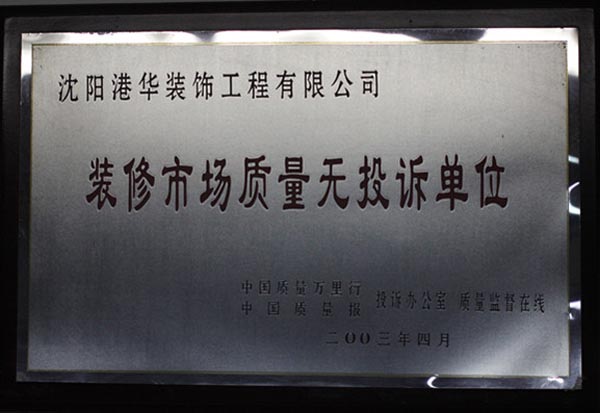 沈阳港华装饰工程有限公司
装修市场质量无投诉单位
中国质量万里行
中国质量报
投诉办公室 质量监督在线
二OO三年四月